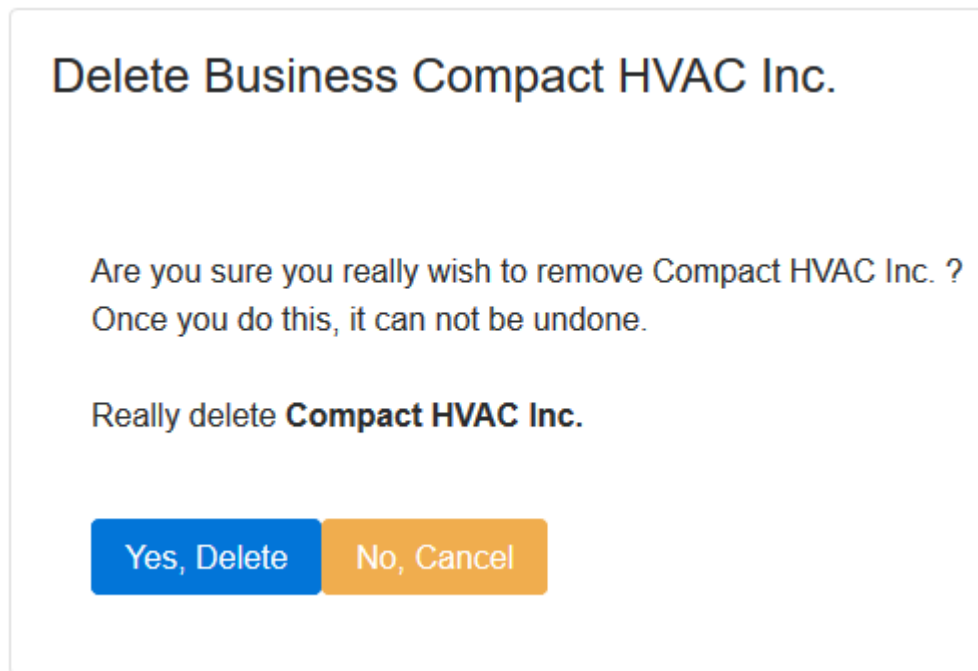 Delete Business Compact HVAC Inc.
Are you sure you really wish to remove Compact HVAC Inc. ?
Once you do this, it can not be undone.
Really delete Compact HVAC Inc.
Yes, Delete
No, Cancel